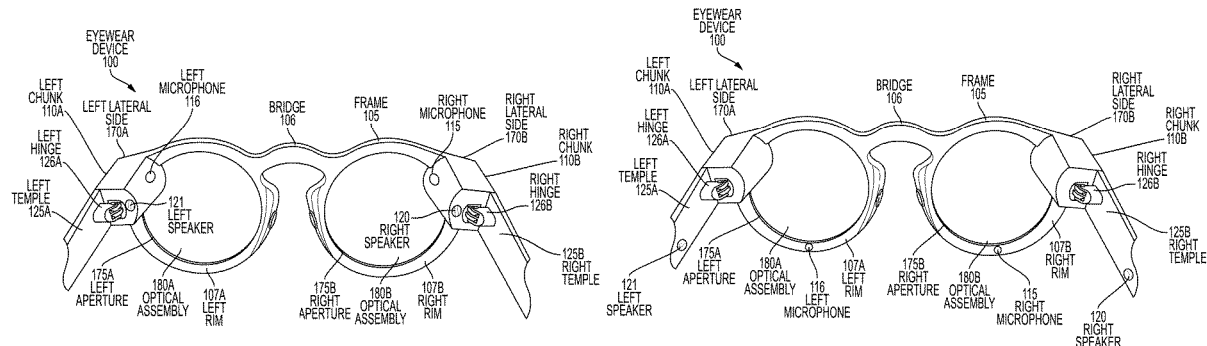 EYEWEAR
DEVICE
100
LEFT
MICROPHONE
116
LEFT
CHUNK
110A
LEFT LATERAL
SIDE
170A
LEFT
HINGE
126A
LEFT
TEMPLE
125A
BRIDGE
106
FRAME
105
RIGHT
MICROPHONE
115
RIGHT
LATERAL
SIDE
170B
RIGHT
CHUNK
110B
RIGHT
HINGE
126B
121
LEFT
SPEAKER
120
RIGHT
SPEAKER
125B
RIGHT TEMPLE
175A
LEFT
APERTURE
180A
OPTICAL
ASSEMBLY
107A
LEFT
RIM
175B
RIGHT
APERTURE
180B
OPTICAL
ASSEMBLY
107B
RIGHT
RIM
EYEWEAR
DEVICE
100
LEFT
CHUNK
110A
LEFT LATERAL
SIDE
170A
LEFT
HINGE
126A
LEFT
TEMPLE
125A
BRIDGE
106
FRAME
105
RIGHT
LATERAL
SIDE
170B
RIGHT
CHUNK
110B
RIGHT
HINGE
126B
125B
RIGHT TEMPLE
121
LEFT
SPEAKER
175A
LEFT
APERTURE
180A
OPTICAL
ASSEMBLY
116
LEFT
MICROPHONE
107A
LEFT
RIM
175B
RIGHT
APERTURE
180B
OPTICAL
ASSEMBLY
115
RIGHT
MICROPHONE
107B
RIGHT RIM
120
RIGHT
SPEAKER